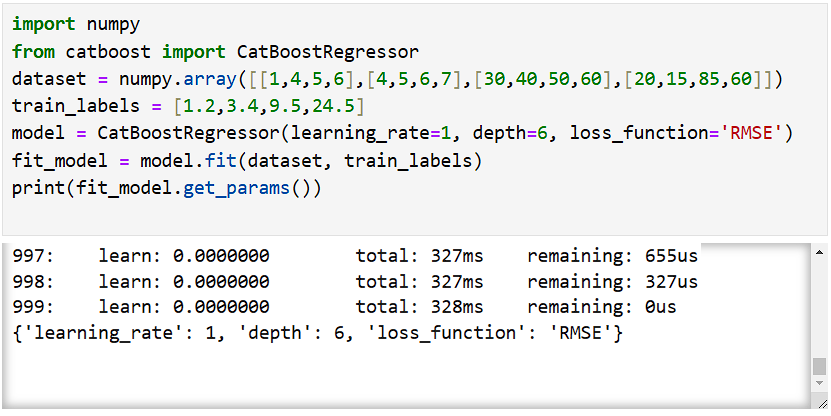 import numpy
from catboost import CatBoostRegressor
dataset = numpy.array([[1,4,5,6],[4,5,6,7],[30,40,50,60],[20,15,85,60]])
train_labels = [1.2,3.4,9.5,24.5]
model = CatBoostRegressor(learning_rate=1, depth=6, loss_function='RMSE')
fit_model = model.fit(dataset, train_labels)
print(fit_model.get_params())
997: learn: 0.0000000 total: 327ms remaining: 655us
998: learn: 0.0000000 total: 327ms remaining: 327us
999: learn: 0.0000000 total: 328ms remaining: 0us
{'learning_rate': 1, 'depth': 6, 'loss_function': 'RMSE'}